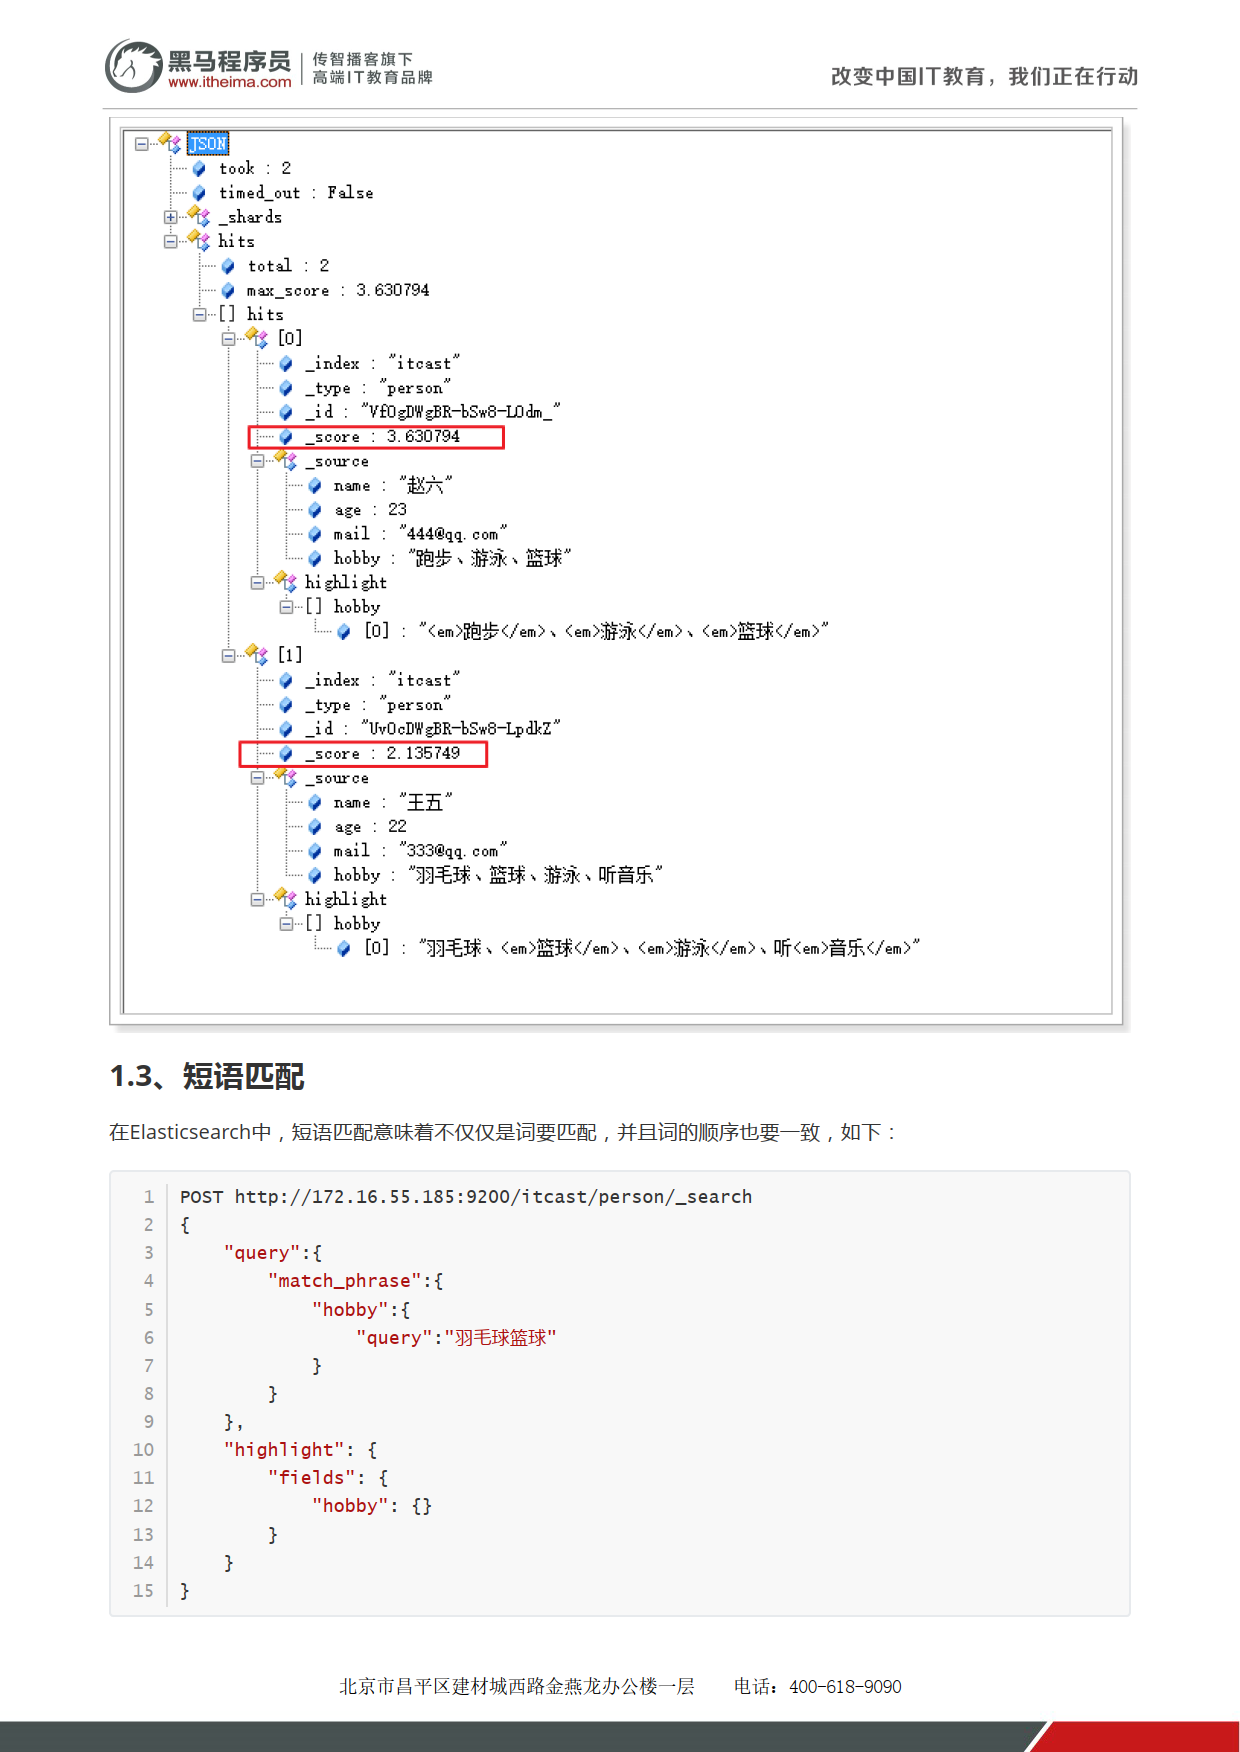 黑马程序员
www.itheima.com
传智播客旗下
高端IT教育品牌
改变中国IT教育，我们正在行动
JSON
took : 2
timed_out : False
_shards
hits
total : 2
max_score : 3.630794
[] hits
[0]
_index : "itcast"
_type : "person"
_id : "VfOgDWgBR-bSw8-LOdm_"
_score : 3.630794
_source
name : "赵六"
age : 23
mail : "444@qq.com"
hobby : "跑步、游泳、篮球"
highlight
[] hobby
[0] : "<em>跑步</em>、<em>游泳</em>、<em>篮球</em>"
[1]
_index : "itcast"
_type : "person"
_id : "UvOcDWgBR-bSw8-LpdkZ"
_score : 2.135749
_source
name : "王五"
age : 22
mail : "333@qq.com"
hobby : "羽毛球、篮球、游泳、听音乐"
highlight
[] hobby
[0] : "羽毛球、<em>篮球</em>、<em>游泳</em>、听<em>音乐</em>"
1.3、短语匹配
在Elasticsearch中，短语匹配意味着不仅仅是词要匹配，并且词的顺序也要一致，如下：
1 POST http://172.16.55.185:9200/itcast/person/_search
2 {
3     "query":{
4         "match_phrase":{
5             "hobby":{
6                 "query":"羽毛球篮球"
7             }
8         }
9     },
10     "highlight": {
11         "fields": {
12             "hobby": {}
13         }
14     }
15 }
北京市昌平区建材城西路金燕龙办公楼一层 电话：400-618-9090